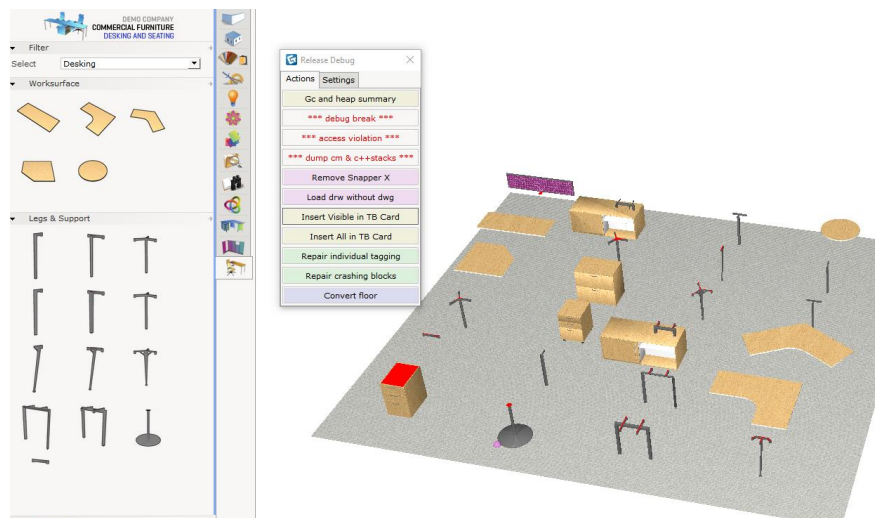 DEMO COMPANY
COMMERCIAL FURNITURE
DESKING AND SEATING
Filter
Select Desking
Worksurface
Legs & Support
Release Debug
Actions Settings
Gc and heap summary
*** debug break ***
*** access violation ***
*** dump cm & c++stacks ***
Remove Snapper X
Load drw without dwg
Insert Visible in TB Card
Insert All in TB Card
Repair individual tagging
Repair crashing blocks
Convert floor